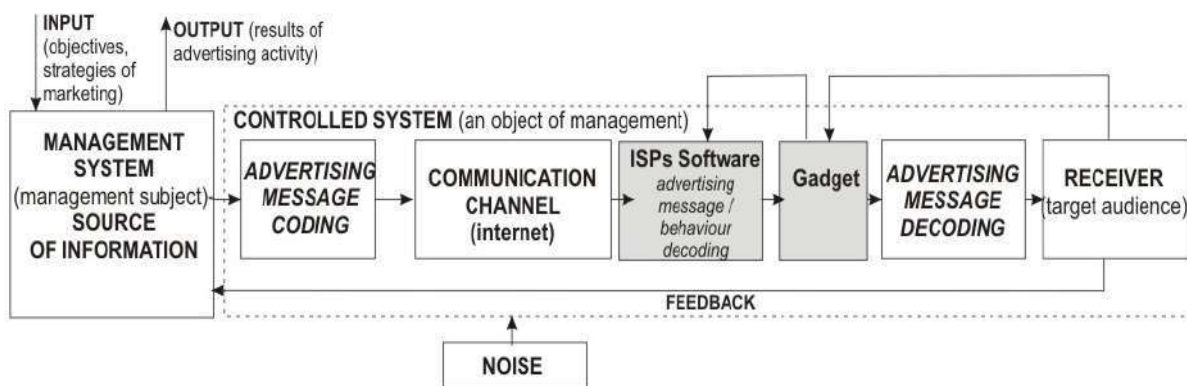 INPUT
(objectives,
strategies of
marketing)
OUTPUT (results of
advertising activity)
MANAGEMENT
SYSTEM
(management subject)
SOURCE
OF INFORMATION
CONTROLLED SYSTEM (an object of management)
ADVERTISING
MESSAGE
CODING
COMMUNICATION
CHANNEL
(internet)
ISPs Software
advertising
message /
behaviour
decoding
Gadget
ADVERTISING
MESSAGE
DECODING
RECEIVER
(target audience)
FEEDBACK
NOISE